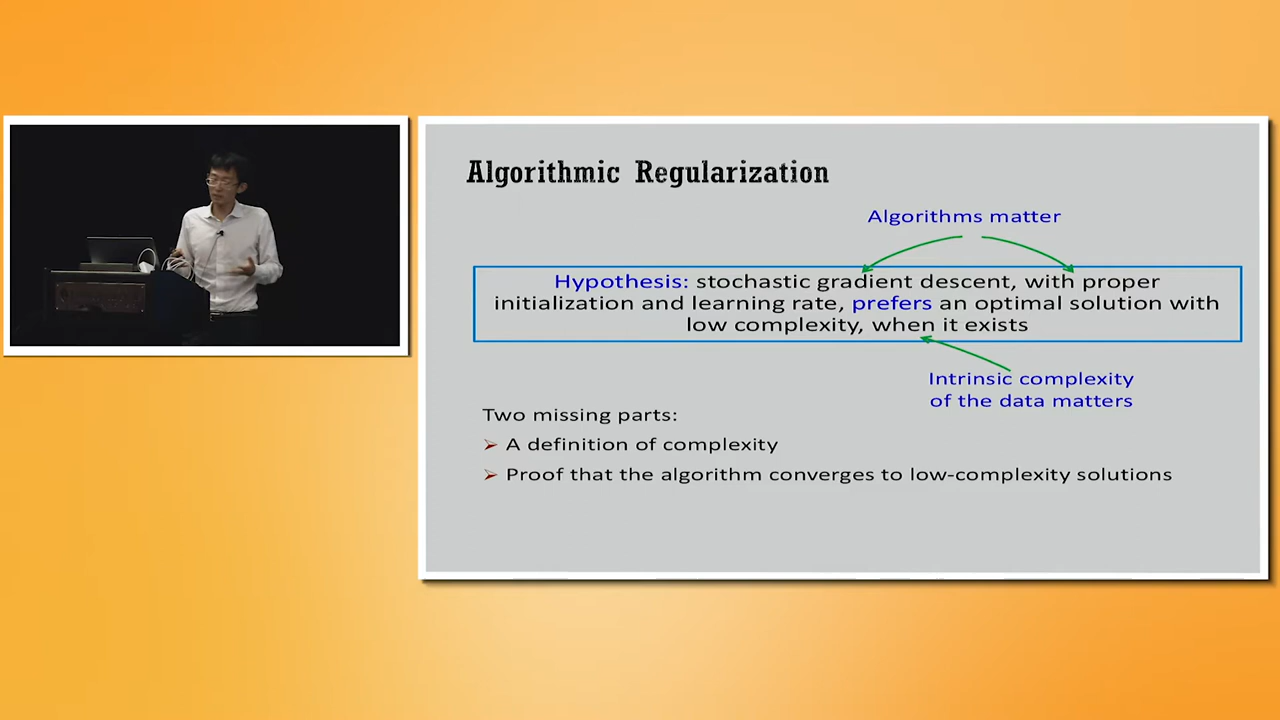 Algorithmic Regularization
Algorithms matter
Hypothesis: stochastic gradient descent, with proper
initialization and learning rate, prefers an optimal solution with
low complexity, when it exists
Intrinsic complexity
of the data matters
Two missing parts:
➢ A definition of complexity
➢ Proof that the algorithm converges to low-complexity solutions